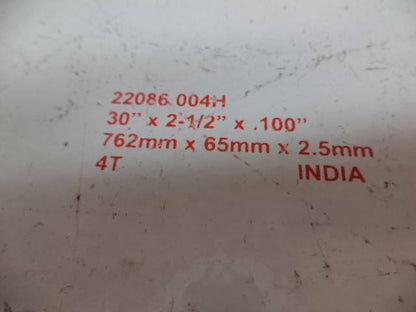 22086 004H
30” x 2-1/2” x .100”
762mm x 65mm x 2.5mm
4T INDIA